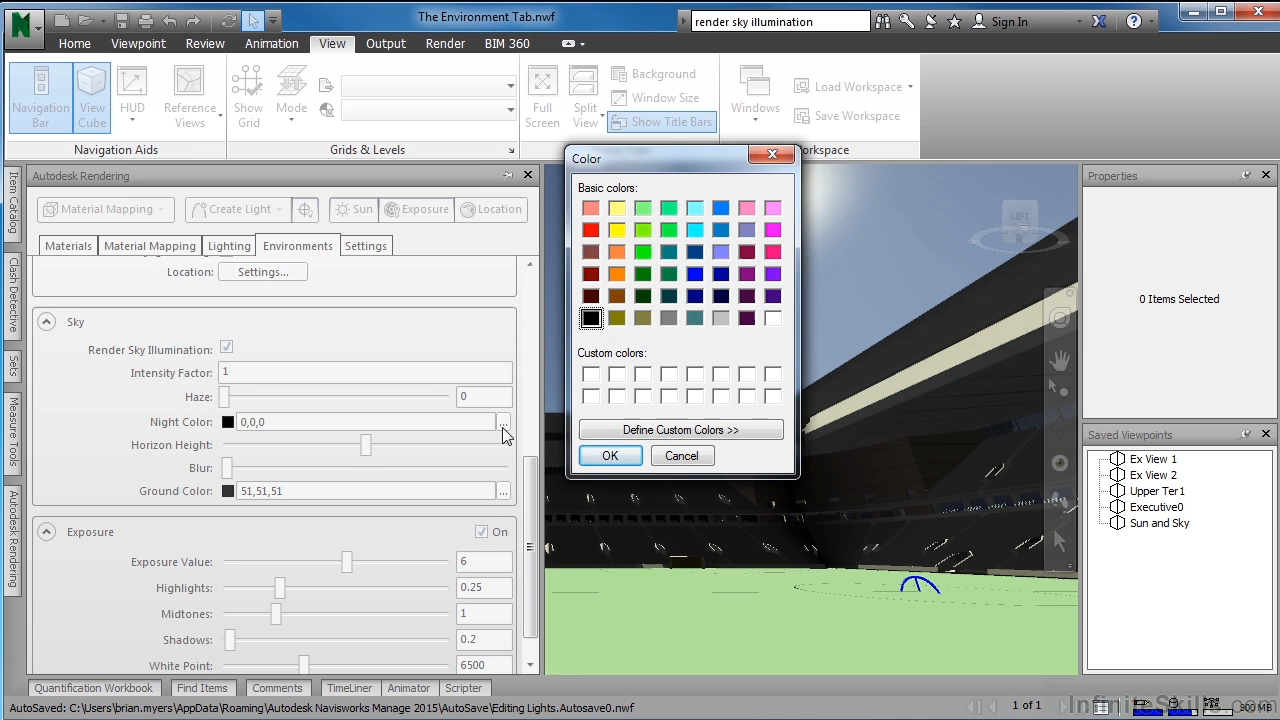 The Environment Tab.nwf
render sky illumination
Sign In
Home Viewpoint Review Animation View Output Render BIM 360
Navigation Bar
View Cube
HUD
Reference Views
Show Grid
Mode
Full Screen
Split View
Background
Window Size
Show Title Bars
Windows
Load Workspace
Save Workspace
Navigation Aids
Grids & Levels
orkspace
Color
Basic colors:
Custom colors:
Define Custom Colors >>
OK Cancel
Item Catalog
Clash Detective
Sets
Measure Tools
Autodesk Rendering
Autodesk Rendering
Material Mapping Create Light Sun Exposure Location
Materials Material Mapping Lighting Environments Settings
Location: Settings...
Sky
Render Sky Illumination:
Intensity Factor: 1
Haze: 0
Night Color: 0,0,0 ...
Horizon Height:
Blur:
Ground Color: 51,51,51 ...
Exposure On
Exposure Value: 6
Highlights: 0.25
Midtones: 1
Shadows: 0.2
White Point: 6500
LEFT
Properties
0 Items Selected
Saved Viewpoints
Ex View 1
Ex View 2
Upper Ter1
Executive0
Sun and Sky
Quantification Workbook Find Items Comments TimeLiner Animator Scripter
AutoSaved: C:\Users\brian.myers\AppData\Roaming\Autodesk Navisworks Manage 2015\AutoSave\Editing Lights.Autosave0.nwf
1 of 1
900 MB
InfiniteSkills.com